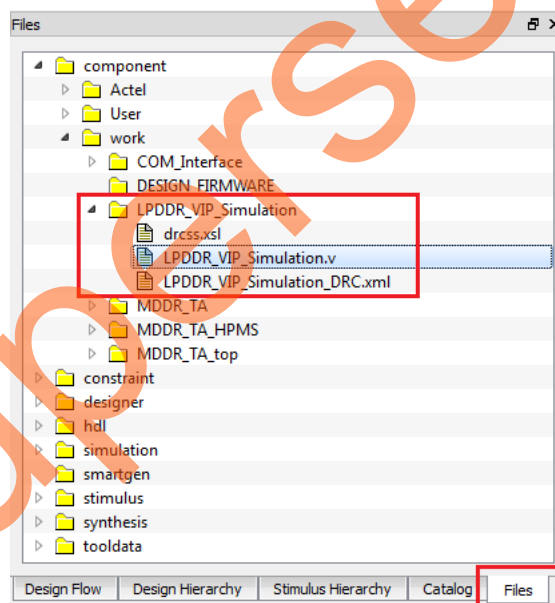 Files
component
Actel
User
work
COM_Interface
DESIGN_FIRMWARE
LPDDR_VIP_Simulation
drcss.xsl
LPDDR_VIP_Simulation.v
LPDDR_VIP_Simulation_DRC.xml
MDDR_TA
MDDR_TA_HPMS
MDDR_TA_top
constraint
designer
hdl
simulation
smartgen
stimulus
synthesis
tooldata
Design Flow Design Hierarchy Stimulus Hierarchy Catalog Files